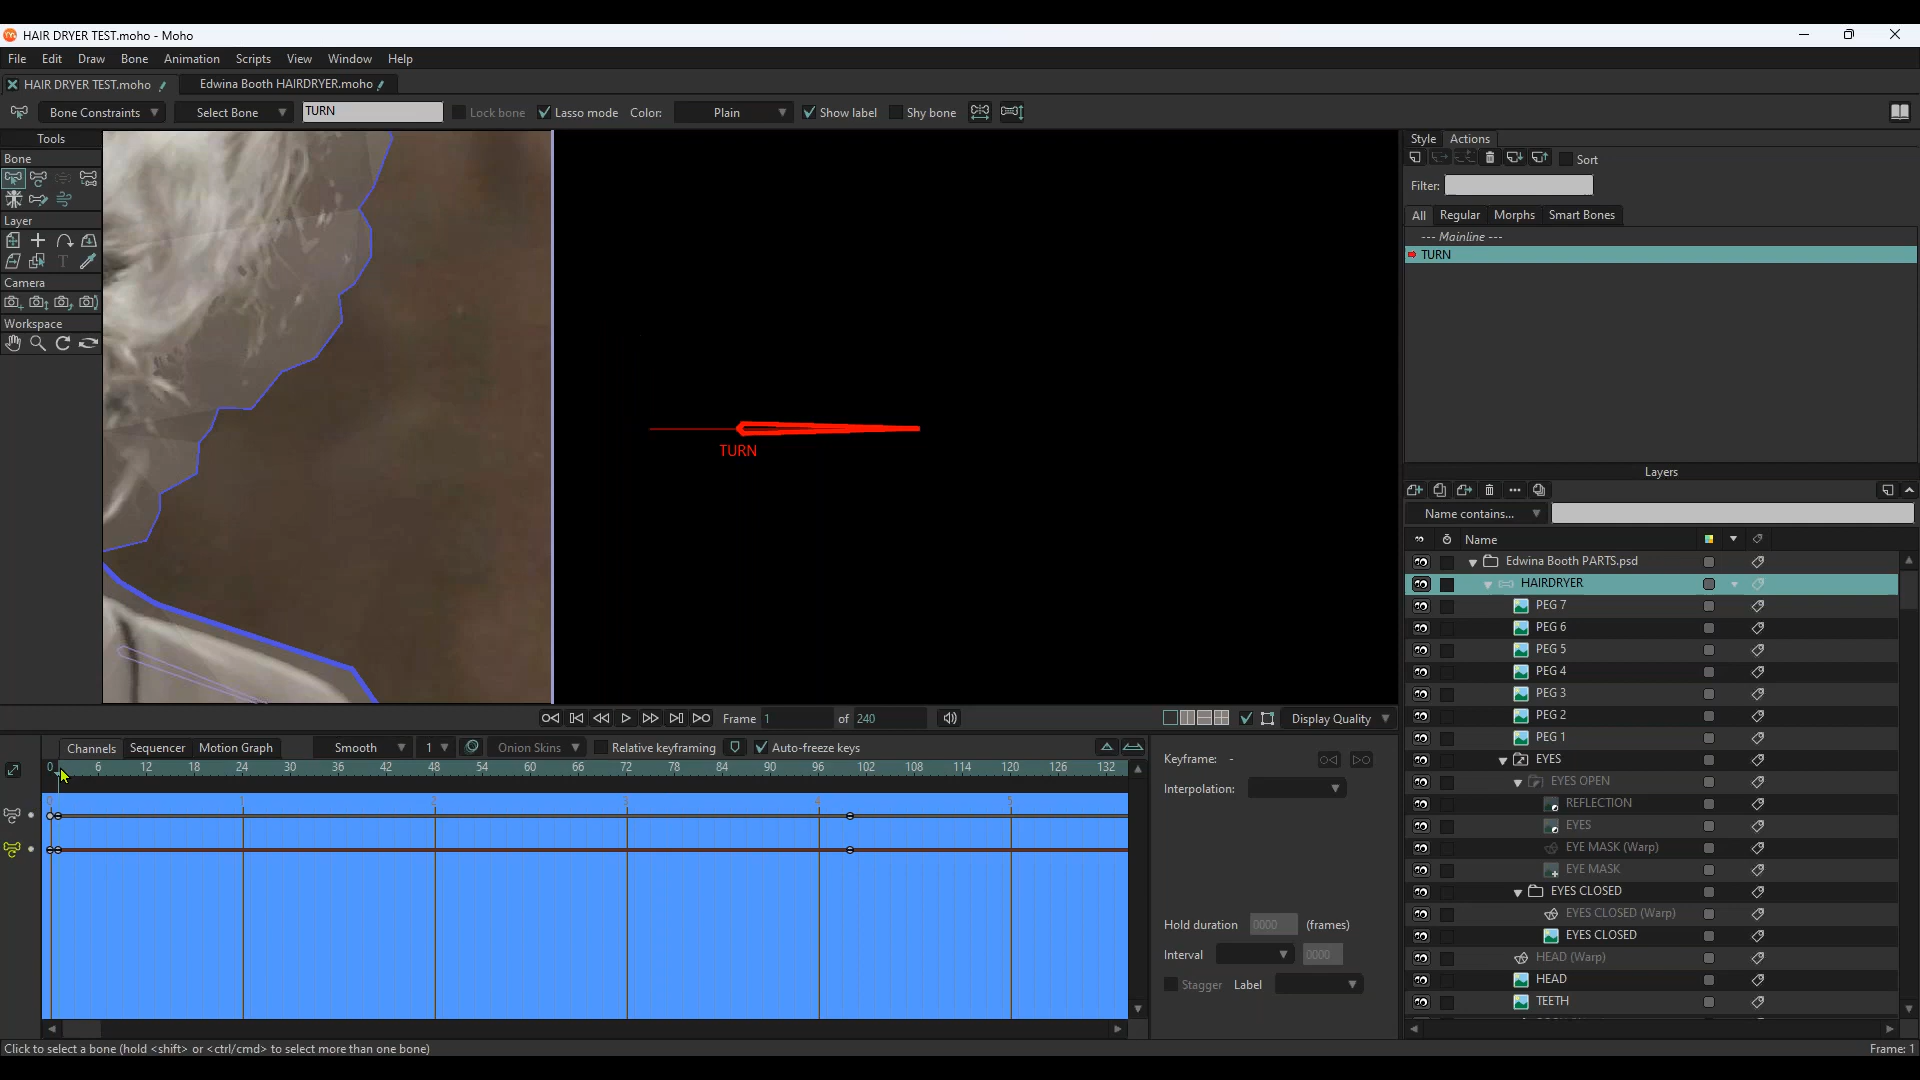 HAIR DRYER TEST.moho - Moho
File Edit Draw Bone Animation Scripts View Window Help
HAIR DRYER TEST.moho Edwina Booth HAIRDRYER.moho
Bone Constraints Select Bone TURN Lock bone Lasso mode Color: Plain Show label Shy bone
Tools
Bone
Layer
T
Camera
Workspace
TURN
Style Actions
Sort
Filter:
All Regular Morphs Smart Bones
--- Mainline ---
TURN
Layers
Name contains...
Name
Edwina Booth PARTS.psd
HAIRDRYER
PEG 7
PEG 6
PEG 5
PEG 4
PEG 3
PEG 2
PEG 1
EYES
EYES OPEN
REFLECTION
EYES
EYE MASK (Warp)
EYE MASK
EYES CLOSED
EYES CLOSED (Warp)
EYES CLOSED
HEAD (Warp)
HEAD
TEETH
Frame 1 of 240 Display Quality
Channels Sequencer Motion Graph Smooth 1 Onion Skins Relative keyframing Auto-freeze keys
0 6 12 18 24 30 36 42 48 54 60 66 72 78 84 90 96 102 108 114 120 126 132
0 1 2 3 4 5
Keyframe: -
Interpolation:
Hold duration 0000 (frames)
Interval 0000
Stagger Label
Click to select a bone (hold <shift> or <ctrl/cmd> to select more than one bone) Frame: 1